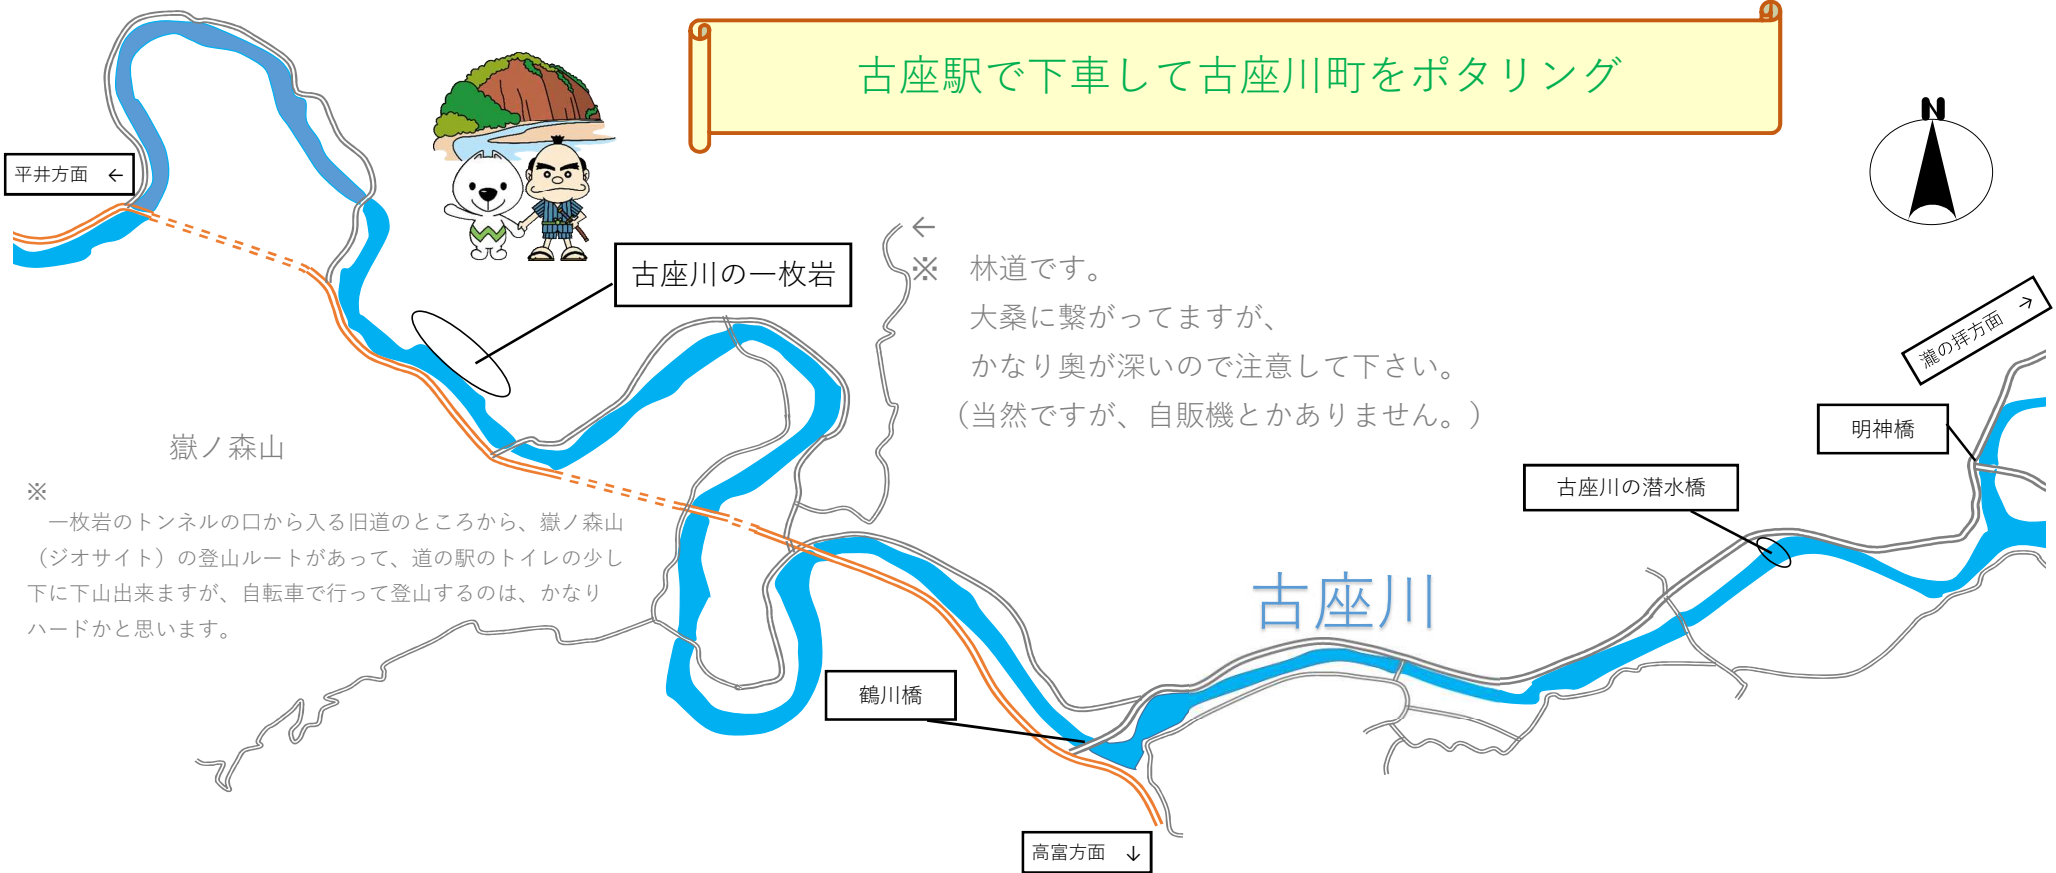 古座駅で下車して古座川町をポタリング
N
平井方面 ←
古座川の一枚岩
←
※ 林道です。
大桑に繋がってますが、
かなり奥が深いので注意して下さい。
(当然ですが、自販機とかありません。)
瀧の拝方面 →
明神橋
古座川の潜水橋
嶽ノ森山
※
一枚岩のトンネルの口から入る旧道のところから、嶽ノ森山
(ジオサイト)の登山ルートがあって、道の駅のトイレの少し
下に下山出来ますが、自転車で行って登山するのは、かなり
ハードかと思います。
古座川
鶴川橋
高富方面 ↓